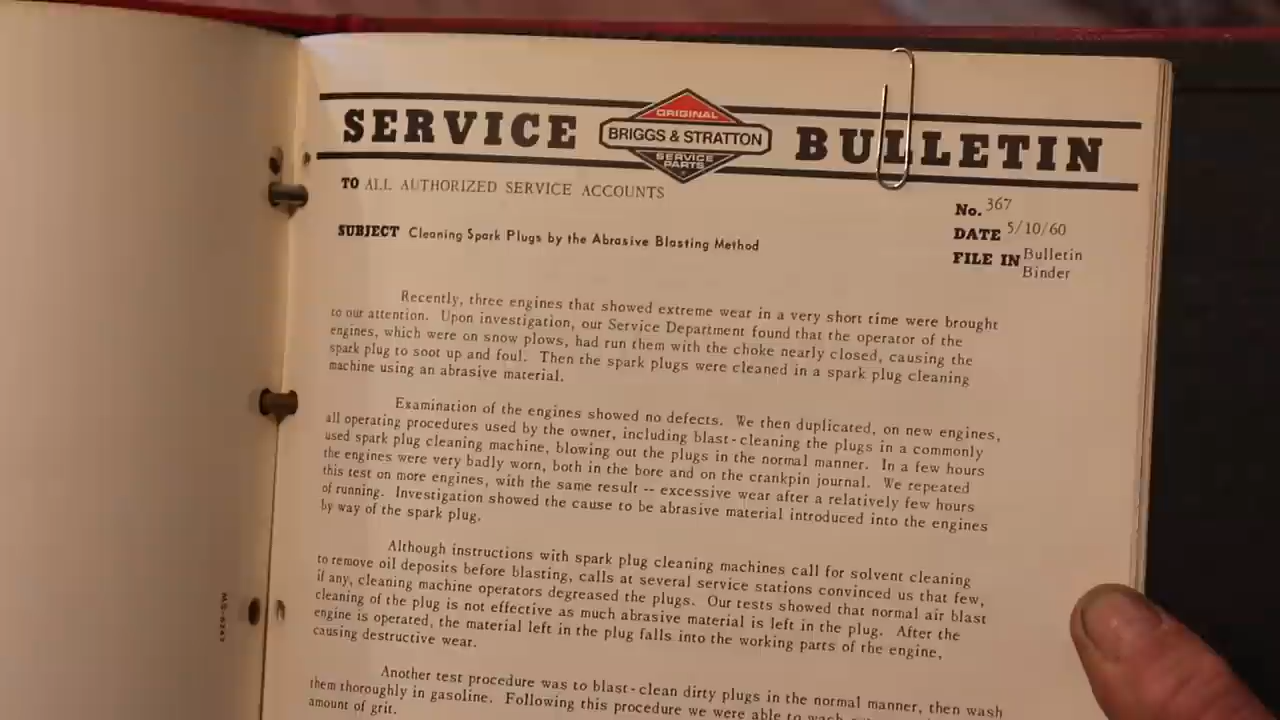 SERVICE ORIGINAL BRIGGS & STRATTON SERVICE PARTS BULLETIN
TO ALL AUTHORIZED SERVICE ACCOUNTS
No. 367
DATE 5/10/60
FILE IN Bulletin
Binder
SUBJECT Cleaning Spark Plugs by the Abrasive Blasting Method
Recently, three engines that showed extreme wear in a very short time were brought
to our attention. Upon investigation, our Service Department found that the operator of the
engines, which were on snow plows, had run them with the choke nearly closed, causing the
spark plug to soot up and foul. Then the spark plugs were cleaned in a spark plug cleaning
machine using an abrasive material.
Examination of the engines showed no defects. We then duplicated, on new engines,
all operating procedures used by the owner, including blast-cleaning the plugs in a commonly
used spark plug cleaning machine, blowing out the plugs in the normal manner. In a few hours
the engines were very badly worn, both in the bore and on the crankpin journal. We repeated
this test on more engines, with the same result -- excessive wear after a relatively few hours
of running. Investigation showed the cause to be abrasive material introduced into the engines
by way of the spark plug.
Although instructions with spark plug cleaning machines call for solvent cleaning
to remove oil deposits before blasting, calls at several service stations convinced us that few,
if any, cleaning machine operators degreased the plugs. Our tests showed that normal air blast
cleaning of the plug is not effective as much abrasive material is left in the plug. After the
engine is operated, the material left in the plug falls into the working parts of the engine,
causing destructive wear.
Another test procedure was to blast-clean dirty plugs in the normal manner, then wash
them thoroughly in gasoline. Following this procedure we were able to wash
amount of grit.